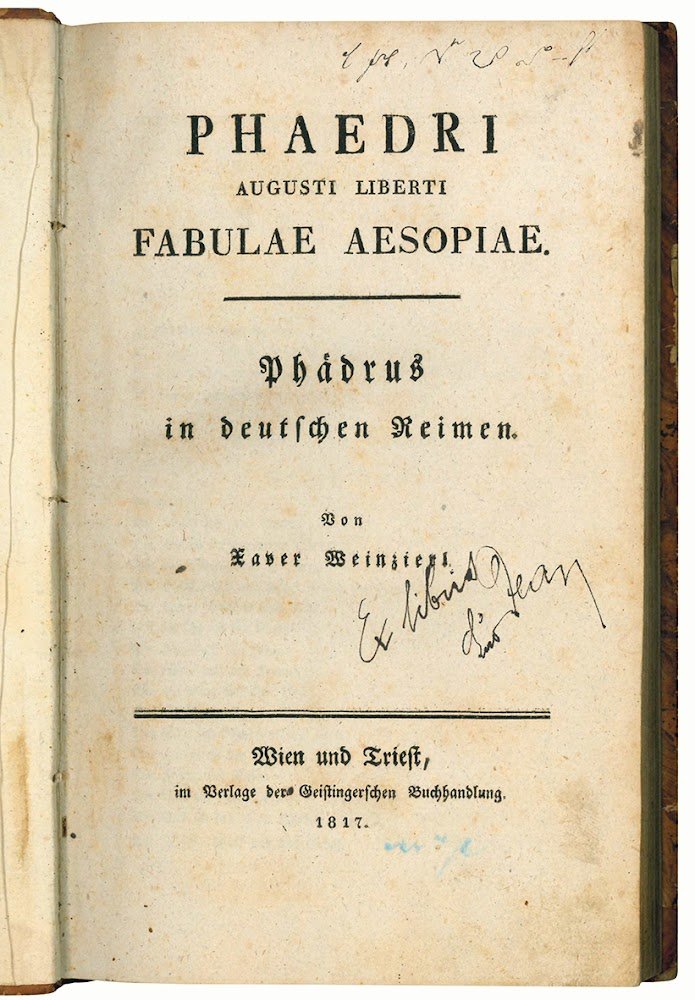 PHAEDRI
AUGUSTI LIBERTI
FABULAE AESOPIAE.
Phädrus
in deutſchen Reimen.
Von
Xaver Weinzierl.
Ex libris Jean
Wien und Trieſt,
im Verlage der Geiſtingerſchen Buchhandlung.
1817.